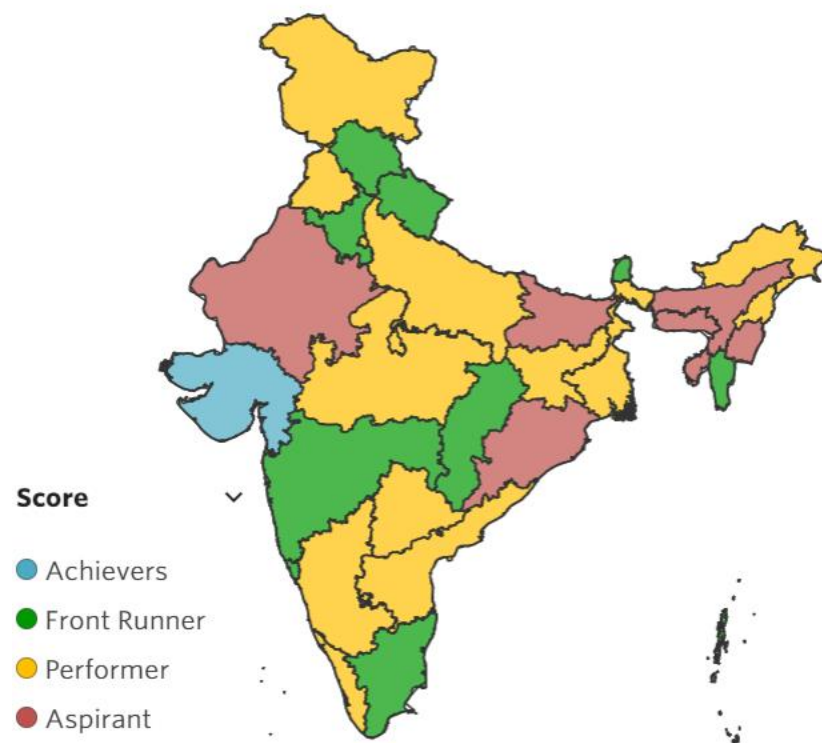 Score
Achievers
Front Runner
Performer
Aspirant